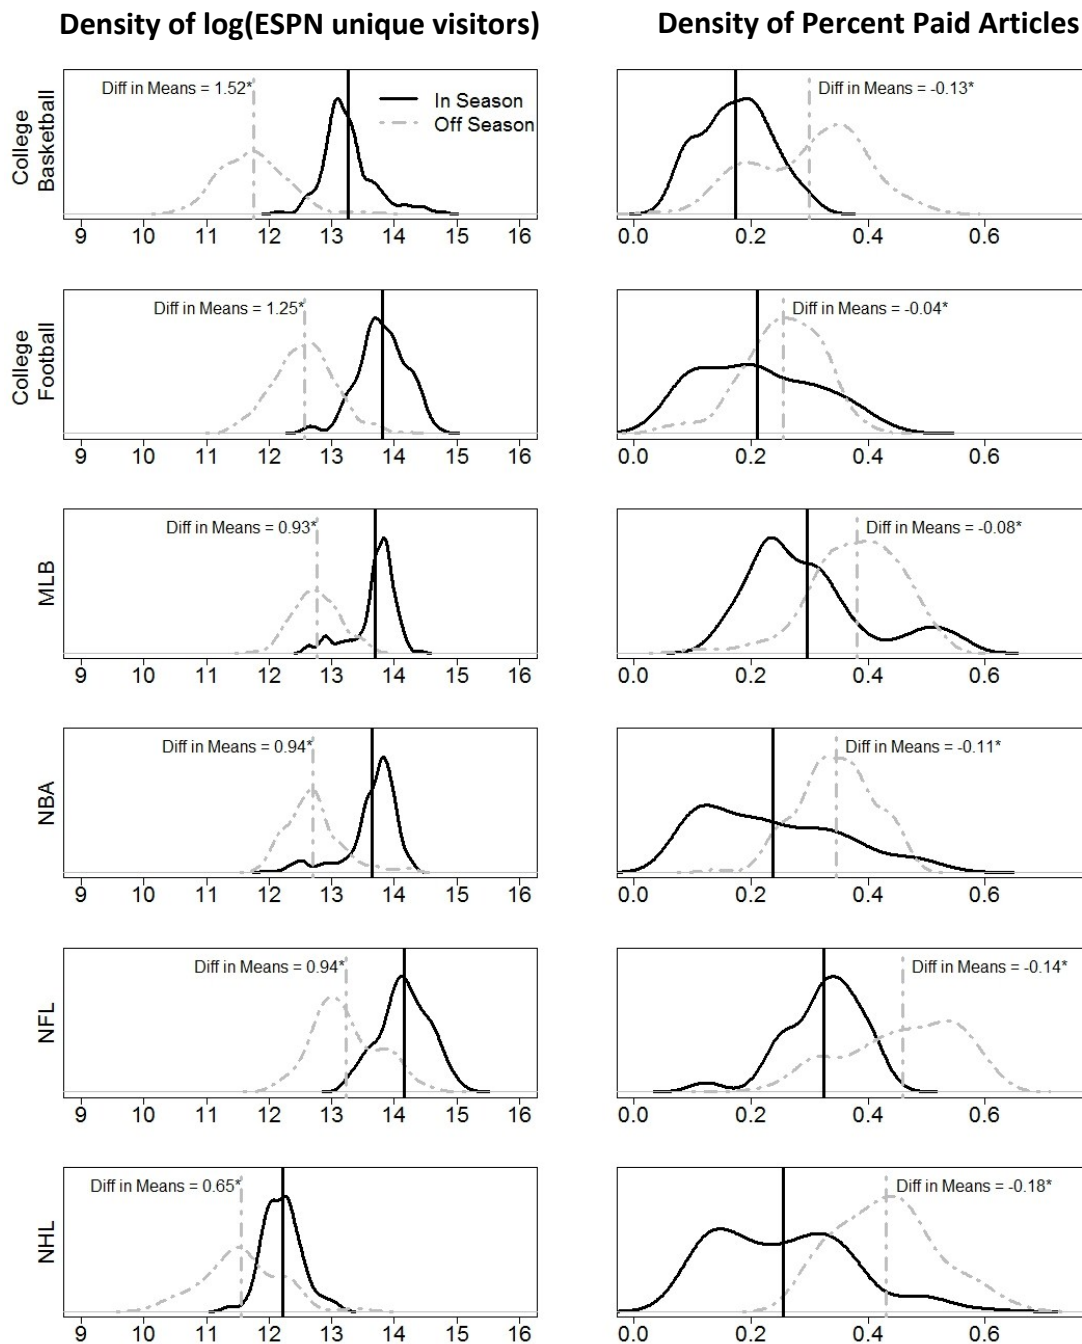 Density of log(ESPN unique visitors)
Density of Percent Paid Articles
College
Basketball
Diff in Means = 1.52*
In Season
Off Season
9 10 11 12 13 14 15 16
Diff in Means = -0.13*
0.0 0.2 0.4 0.6
College
Football
Diff in Means = 1.25*
9 10 11 12 13 14 15 16
Diff in Means = -0.04*
0.0 0.2 0.4 0.6
MLB
Diff in Means = 0.93*
9 10 11 12 13 14 15 16
Diff in Means = -0.08*
0.0 0.2 0.4 0.6
NBA
Diff in Means = 0.94*
9 10 11 12 13 14 15 16
Diff in Means = -0.11*
0.0 0.2 0.4 0.6
NFL
Diff in Means = 0.94*
9 10 11 12 13 14 15 16
Diff in Means = -0.14*
0.0 0.2 0.4 0.6
NHL
Diff in Means = 0.65*
9 10 11 12 13 14 15 16
Diff in Means = -0.18*
0.0 0.2 0.4 0.6